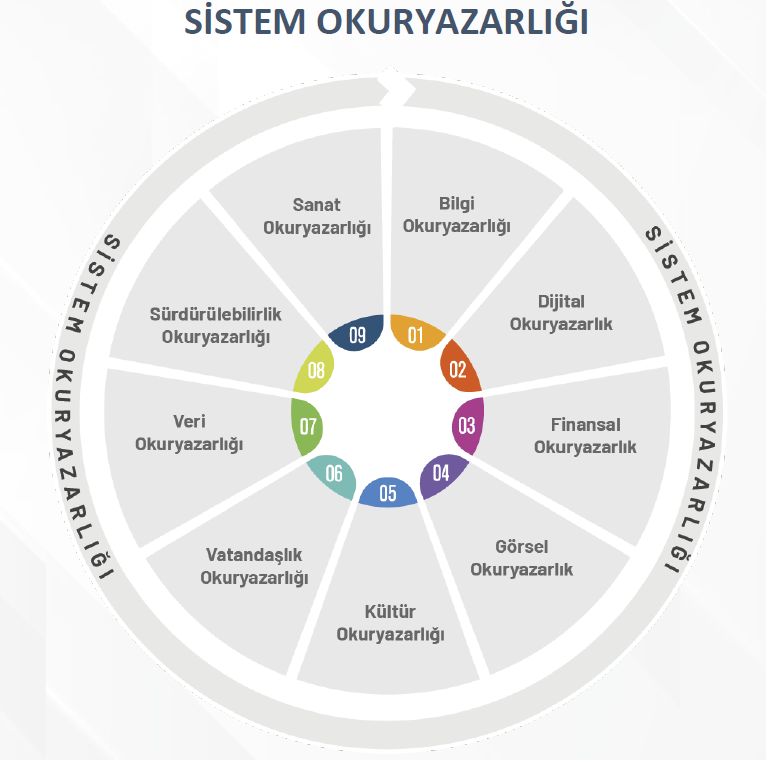 SİSTEM OKURYAZARLIĞI
SİSTEM OKURYAZARLIĞI
SİSTEM OKURYAZARLIĞI
01
Bilgi
Okuryazarlığı
02
Dijital
Okuryazarlık
03
Finansal
Okuryazarlık
04
Görsel
Okuryazarlık
05
Kültür
Okuryazarlığı
06
Vatandaşlık
Okuryazarlığı
07
Veri
Okuryazarlığı
08
Sürdürülebilirlik
Okuryazarlığı
09
Sanat
Okuryazarlığı